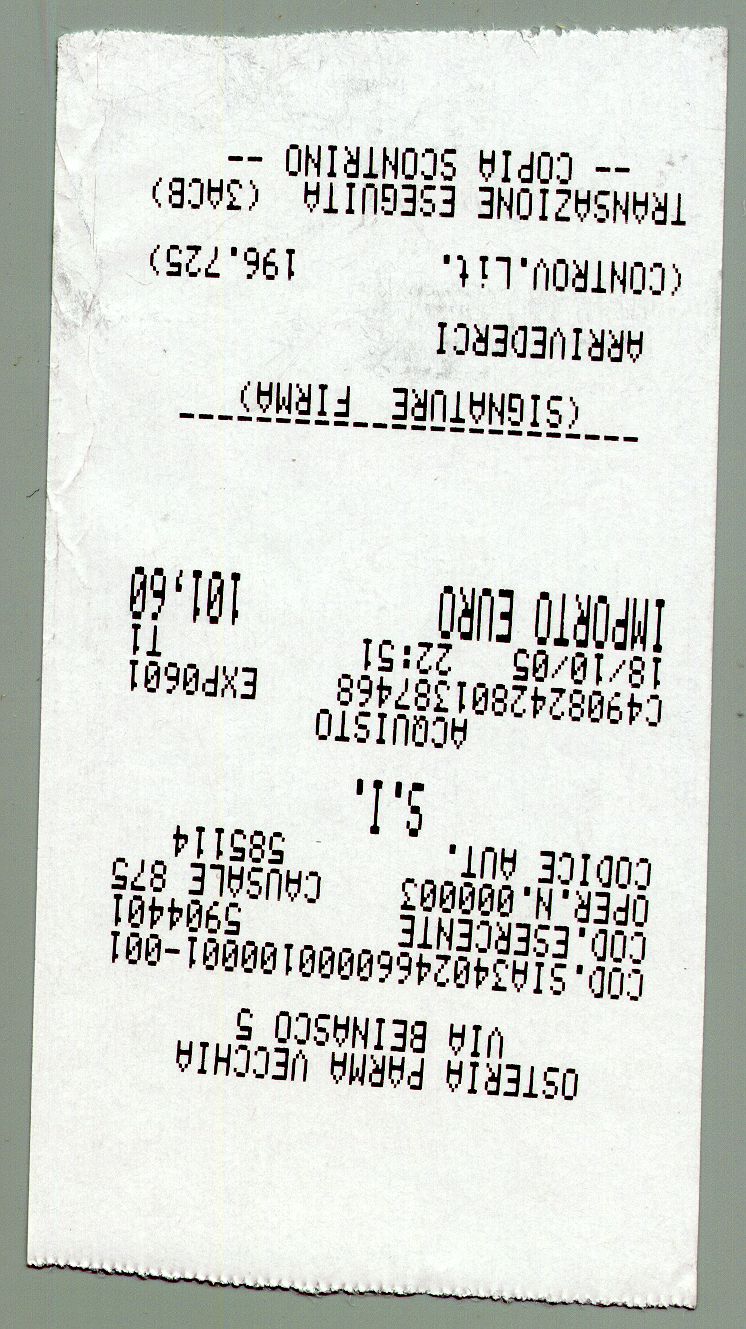 OSTERIA PARMA VECCHIA
VIA BEINASCO 5
COD.SIA34024660000100001-001
COD.ESERCENTE 5904401
OPER.N.000003 CAUSALE 875
CODICE AUT. 585114
S.I.
ACQUISTO
C4908242801387468 EXP0601
18/10/05 22:51 T1
IMPORTO EURO 101,60
(SIGNATURE FIRMA)
ARRIVEDERCI
(CONTROV.Lit. 196.725)
TRANSAZIONE ESEGUITA (3ACB)
-- COPIA SCONTRINO --